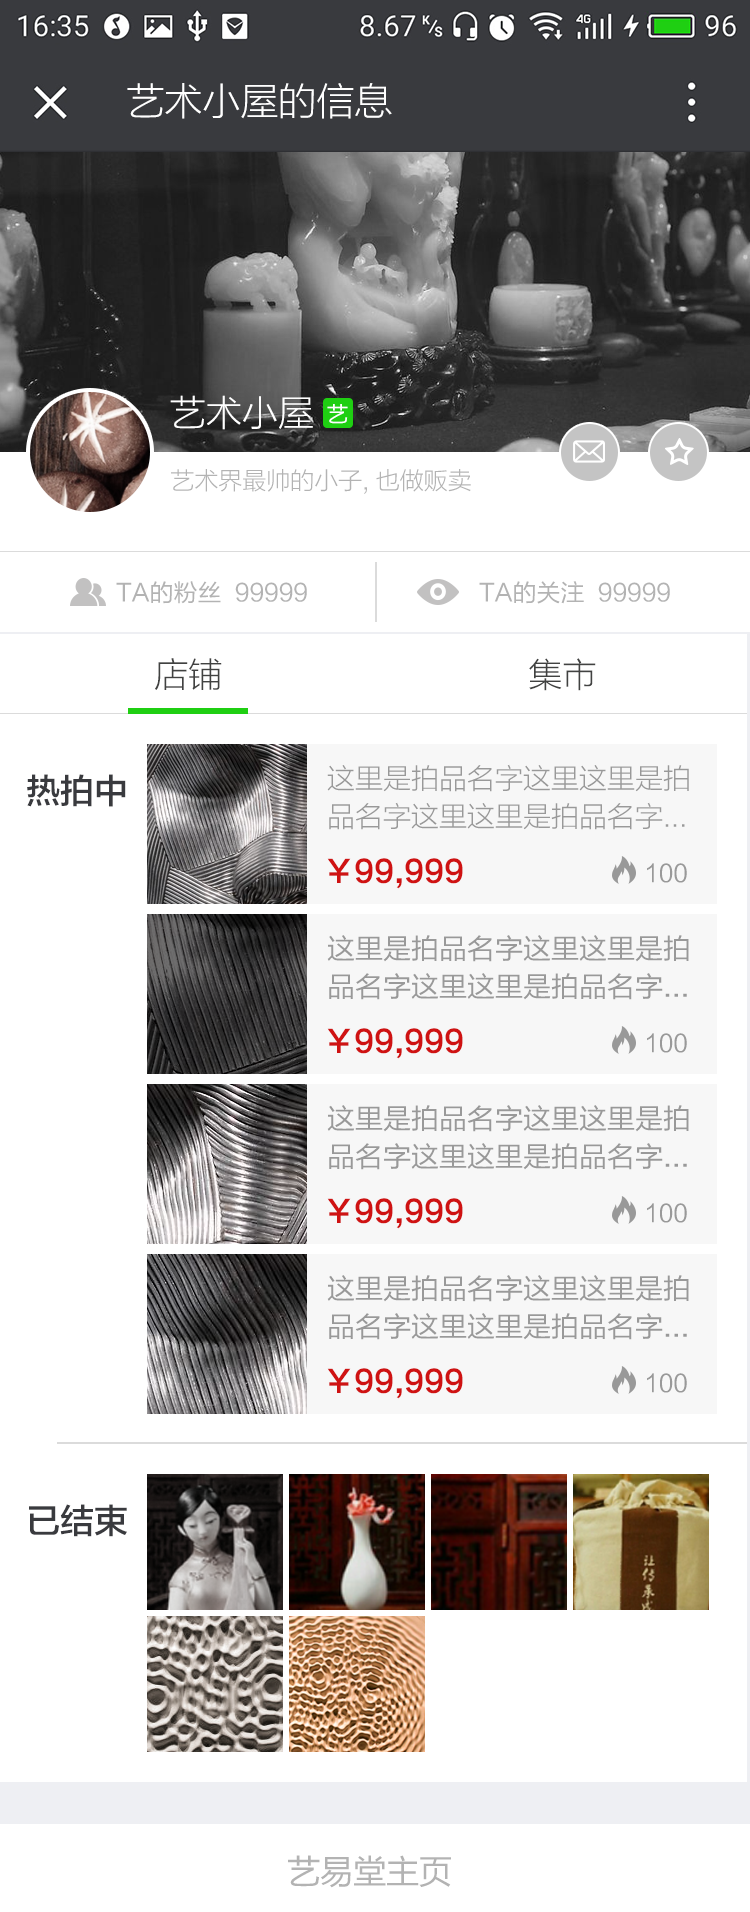 16:35 8.67 K/s 4G 96
艺术小屋的信息
艺术小屋 艺
艺术界最帅的小子, 也做贩卖
TA的粉丝 99999 TA的关注 99999
店铺 集市
热拍中
这里是拍品名字这里这里是拍
品名字这里这里是拍品名字...
￥99,999 100
这里是拍品名字这里这里是拍
品名字这里这里是拍品名字...
￥99,999 100
这里是拍品名字这里这里是拍
品名字这里这里是拍品名字...
￥99,999 100
这里是拍品名字这里这里是拍
品名字这里这里是拍品名字...
￥99,999 100
已结束
让传承
艺易堂主页